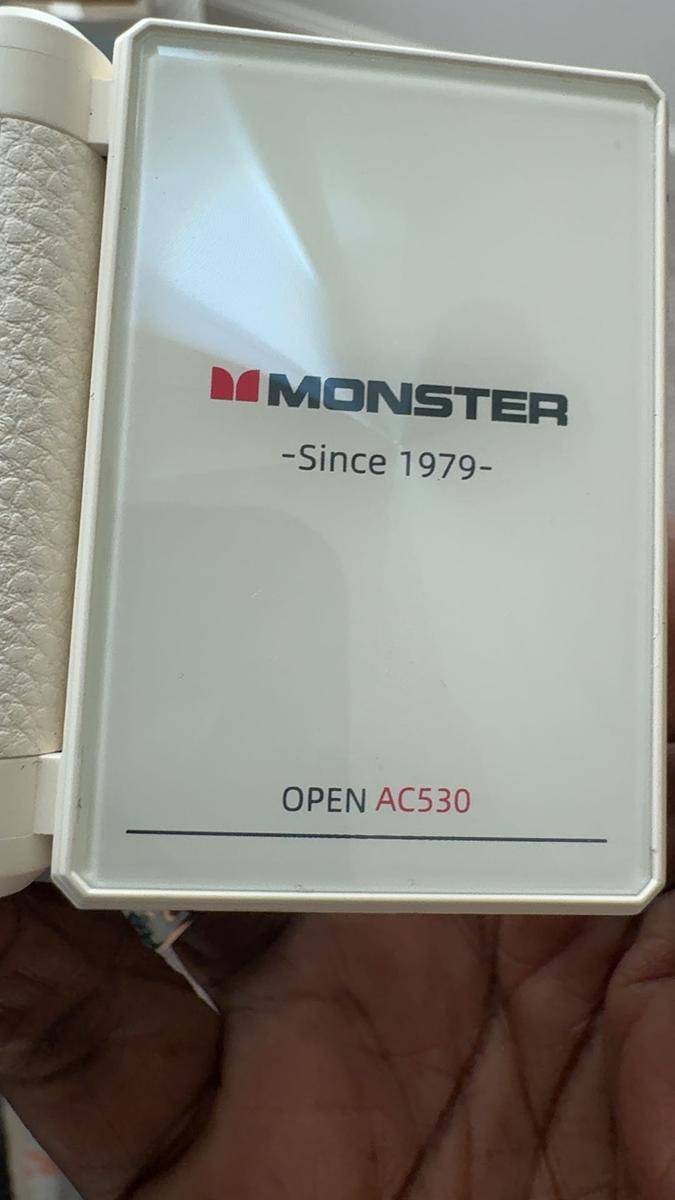 MONSTER
-Since 1979-
OPEN AC530